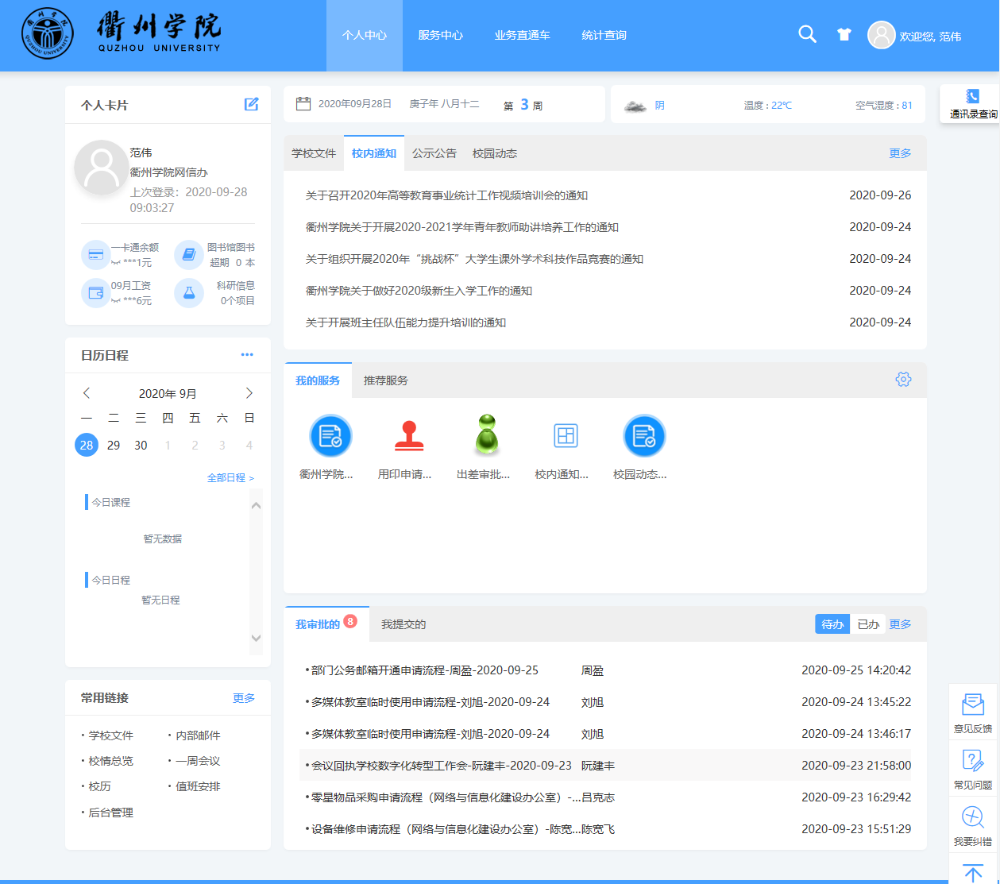 衢州学院
QUZHOU UNIVERSITY
个人中心
服务中心
业务直通车
统计查询
欢迎您, 范伟
个人卡片
范伟
衢州学院网信办
上次登录：2020-09-28
09:03:27
一卡通余额
***1元
图书馆图书
超期 0 本
09月工资
***6元
科研信息
0个项目
2020年09月28日 庚子年 八月十二 第 3 周
阴 温度 : 22℃ 空气湿度 : 81
通讯录查询
学校文件 校内通知 公示公告 校园动态 更多
关于召开2020年高等教育事业统计工作视频培训会的通知 2020-09-26
衢州学院关于开展2020-2021学年青年教师助讲培养工作的通知 2020-09-24
关于组织开展2020年“挑战杯”大学生课外学术科技作品竞赛的通知 2020-09-24
衢州学院关于做好2020级新生入学工作的通知 2020-09-24
关于开展班主任队伍能力提升培训的通知 2020-09-24
日历日程
2020年 9月
一 二 三 四 五 六 日
28 29 30 1 2 3 4
全部日程 >
今日课程
暂无数据
今日日程
暂无日程
我的服务 推荐服务
衢州学院... 用印申请... 出差审批... 校内通知... 校园动态...
我审批的 8 我提交的 待办 已办 更多
•部门公务邮箱开通申请流程-周盈-2020-09-25 周盈 2020-09-25 14:20:42
•多媒体教室临时使用申请流程-刘旭-2020-09-24 刘旭 2020-09-24 13:45:22
•多媒体教室临时使用申请流程-刘旭-2020-09-24 刘旭 2020-09-24 13:46:17
•会议回执学校数字化转型工作会-阮建丰-2020-09-23 阮建丰 2020-09-23 21:58:00
•零星物品采购申请流程（网络与信息化建设办公室）-...吕克志 2020-09-23 16:29:42
•设备维修申请流程（网络与信息化建设办公室）-陈宽...陈宽飞 2020-09-23 15:51:29
常用链接 更多
·学校文件 ·内部邮件
·校情总览 ·一周会议
·校历 ·值班安排
·后台管理
意见反馈
常见问题
我要纠错